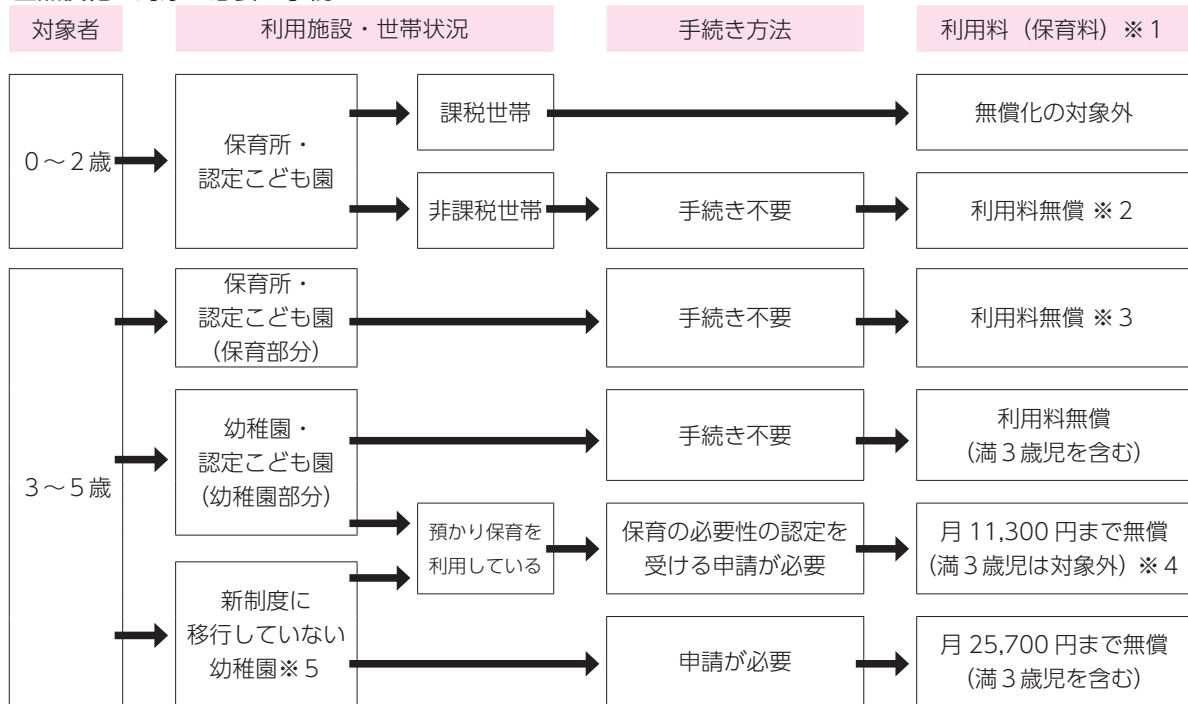 対象者
利用施設・世帯状況
手続き方法
利用料（保育料）※１
０～２歳
保育所・
認定こども園
課税世帯
無償化の対象外
非課税世帯
手続き不要
利用料無償 ※２
３～５歳
保育所・
認定こども園
（保育部分）
手続き不要
利用料無償 ※３
幼稚園・
認定こども園
（幼稚園部分）
手続き不要
利用料無償
（満３歳児を含む）
預かり保育を
利用している
保育の必要性の認定を
受ける申請が必要
月 11,300 円まで無償
（満３歳児は対象外）※４
新制度に
移行していない
幼稚園※５
申請が必要
月 25,700 円まで無償
（満３歳児を含む）